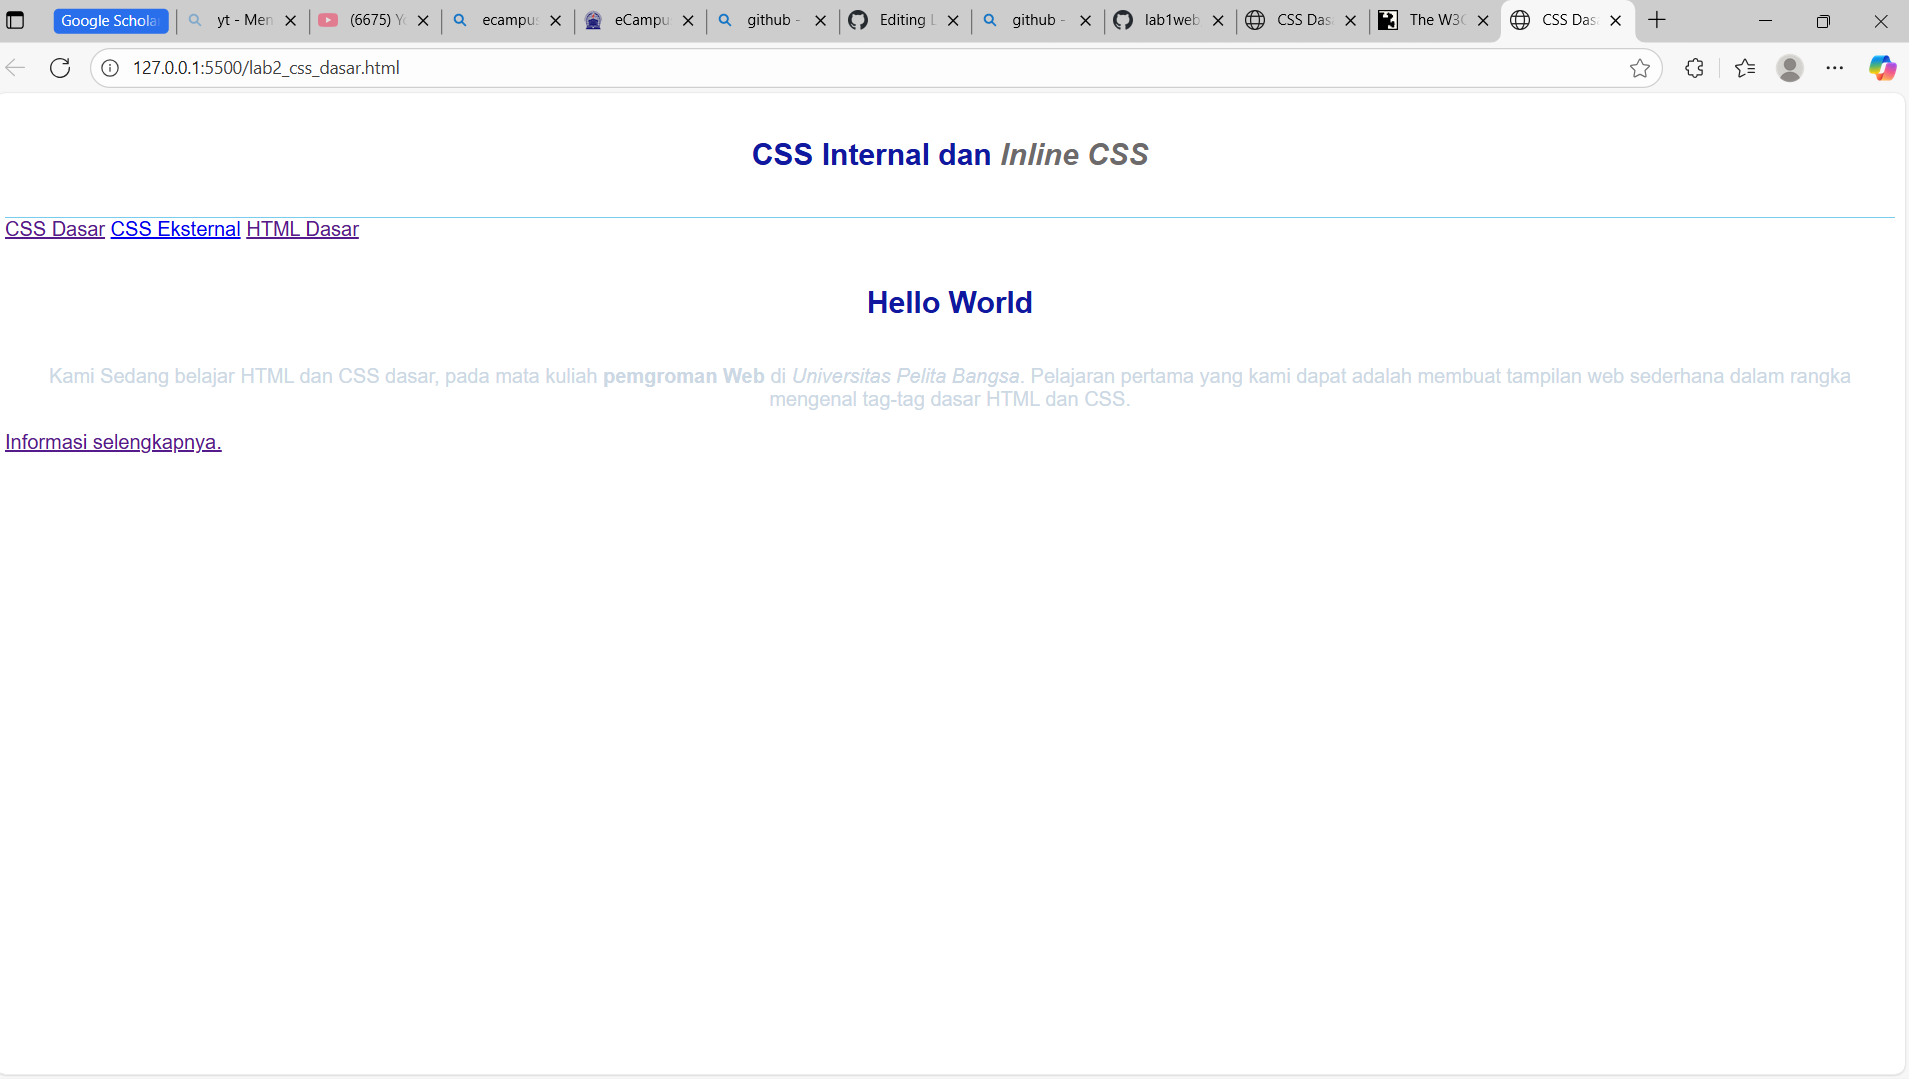 Google Schola
yt - Men
(6675) Yo
ecampus
eCampu
github -
Editing L
github -
lab1web
CSS Das
The W3C
CSS Das
127.0.0.1:5500/lab2_css_dasar.html
CSS Internal dan Inline CSS
CSS Dasar CSS Eksternal HTML Dasar
Hello World
Kami Sedang belajar HTML dan CSS dasar, pada mata kuliah pemgroman Web di Universitas Pelita Bangsa. Pelajaran pertama yang kami dapat adalah membuat tampilan web sederhana dalam rangka
mengenal tag-tag dasar HTML dan CSS.
Informasi selengkapnya.